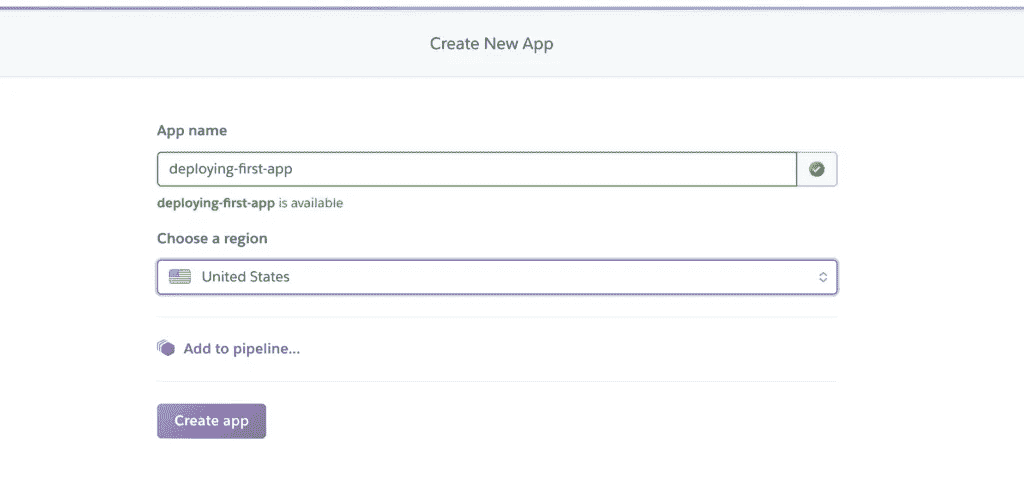 Create New App
App name
deploying-first-app
deploying-first-app is available
Choose a region
United States
Add to pipeline...
Create app